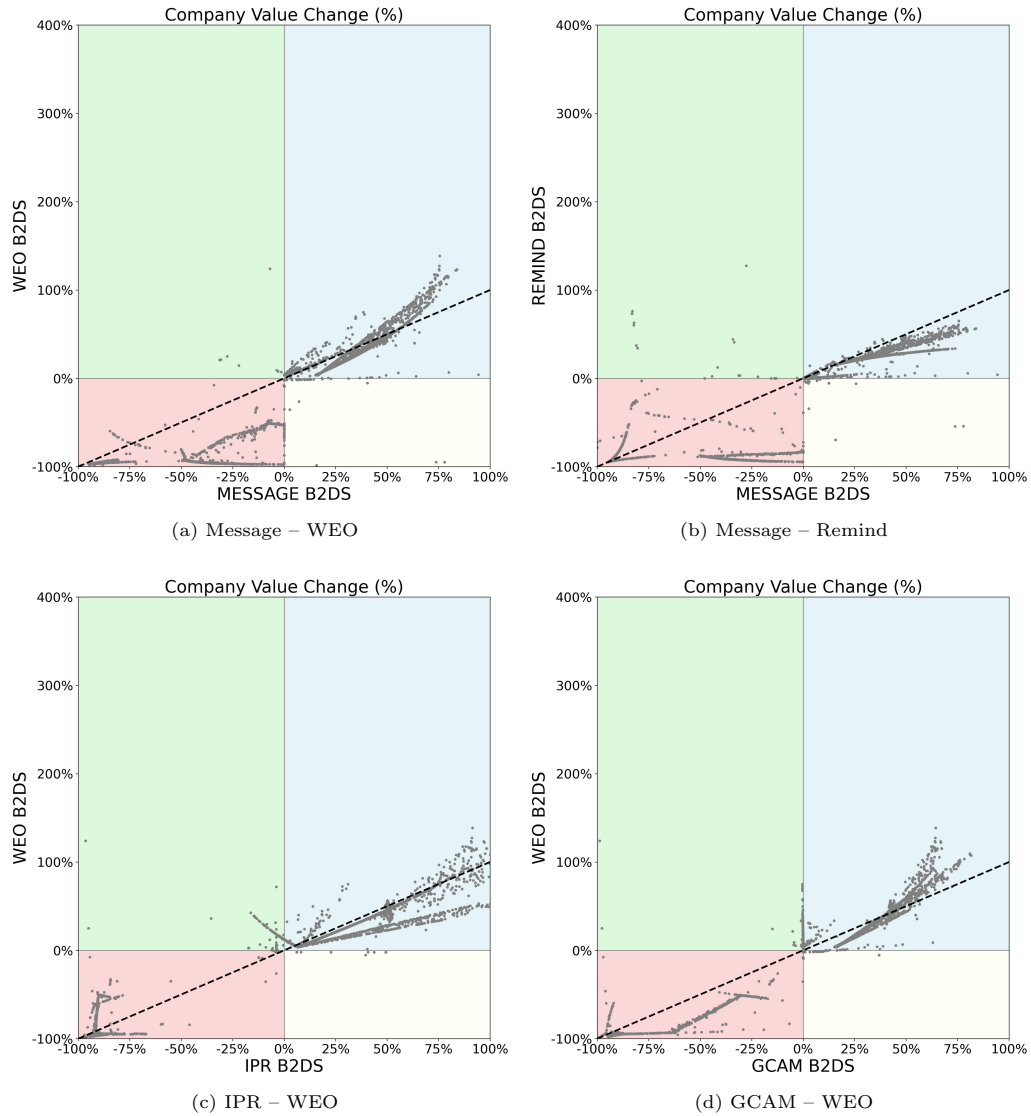 Company Value Change (%)
400%
300%
200%
100%
0%
-100%
WEO B2DS
-100% -75% -50% -25% 0% 25% 50% 75% 100%
MESSAGE B2DS
(a) Message – WEO
Company Value Change (%)
400%
300%
200%
100%
0%
-100%
REMIND B2DS
-100% -75% -50% -25% 0% 25% 50% 75% 100%
MESSAGE B2DS
(b) Message – Remind
Company Value Change (%)
400%
300%
200%
100%
0%
-100%
WEO B2DS
-100% -75% -50% -25% 0% 25% 50% 75% 100%
IPR B2DS
(c) IPR – WEO
Company Value Change (%)
400%
300%
200%
100%
0%
-100%
WEO B2DS
-100% -75% -50% -25% 0% 25% 50% 75% 100%
GCAM B2DS
(d) GCAM – WEO